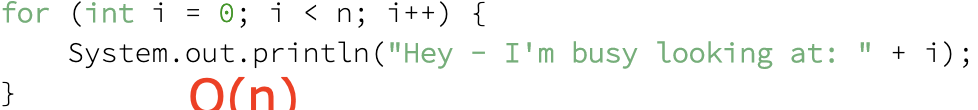 for (int i = 0; i < n; i++) {
    System.out.println("Hey - I'm busy looking at: " + i);
}
O(n)